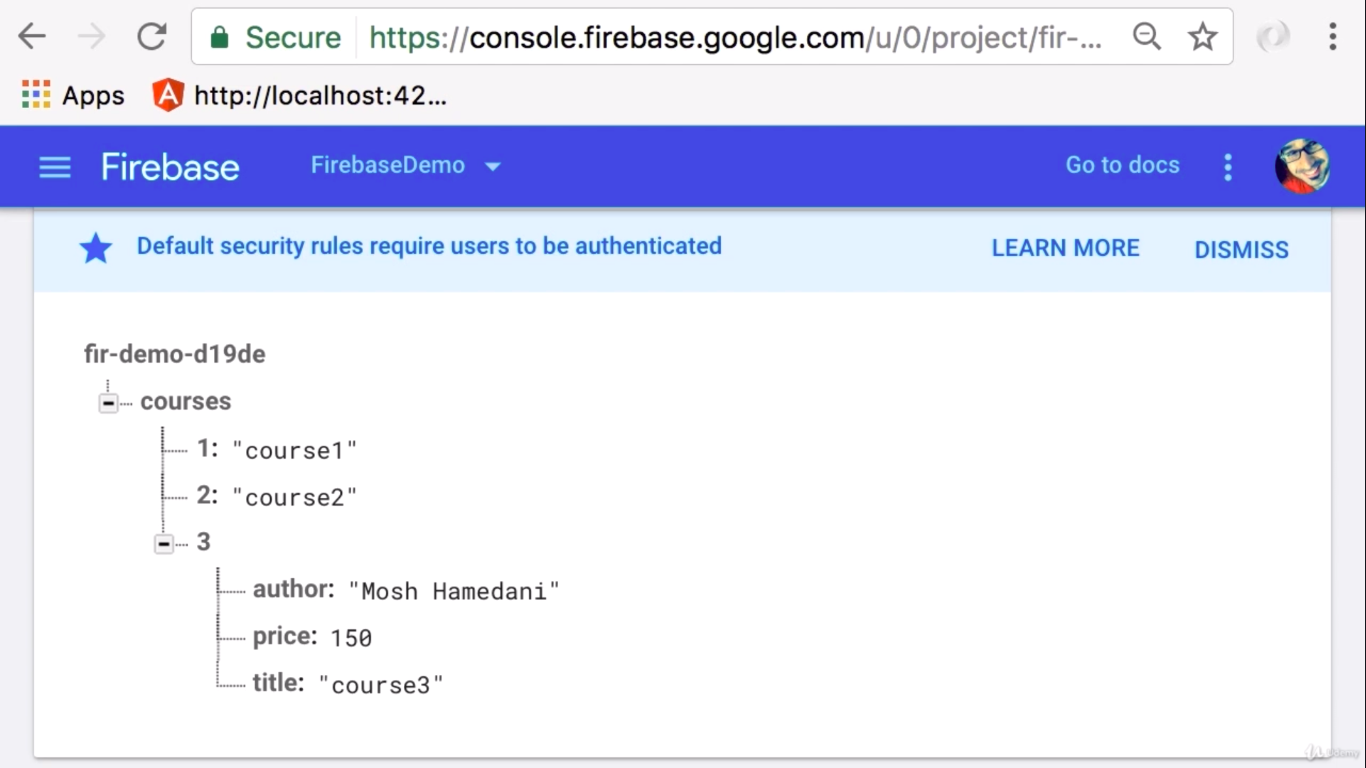 Secure https://console.firebase.google.com/u/0/project/fir-...
Apps http://localhost:42...
Firebase FirebaseDemo Go to docs
Default security rules require users to be authenticated LEARN MORE DISMISS
fir-demo-d19de
courses
1: "course1"
2: "course2"
3
author: "Mosh Hamedani"
price: 150
title: "course3"
Udemy